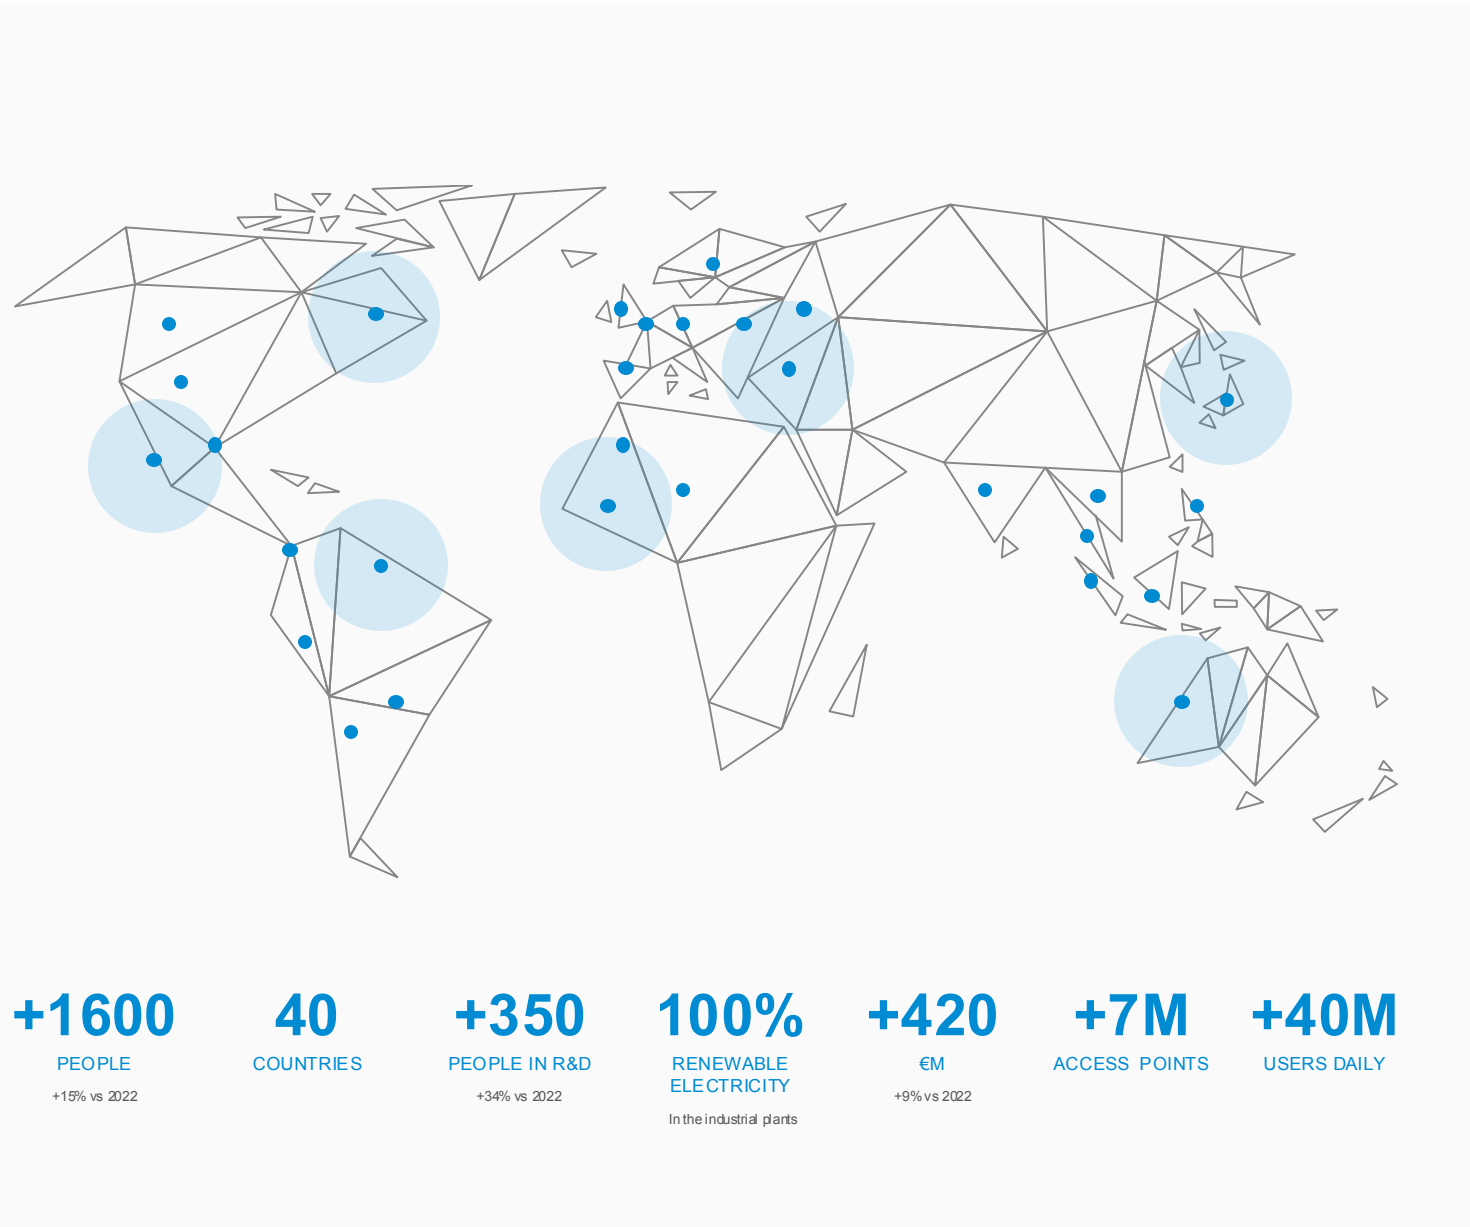 +1600
PEOPLE
+15% vs 2022
40
COUNTRIES
+350
PEOPLE IN R&D
+34% vs 2022
100%
RENEWABLE
ELECTRICITY
In the industrial plants
+420
€M
+9% vs 2022
+7M
ACCESS POINTS
+40M
USERS DAILY